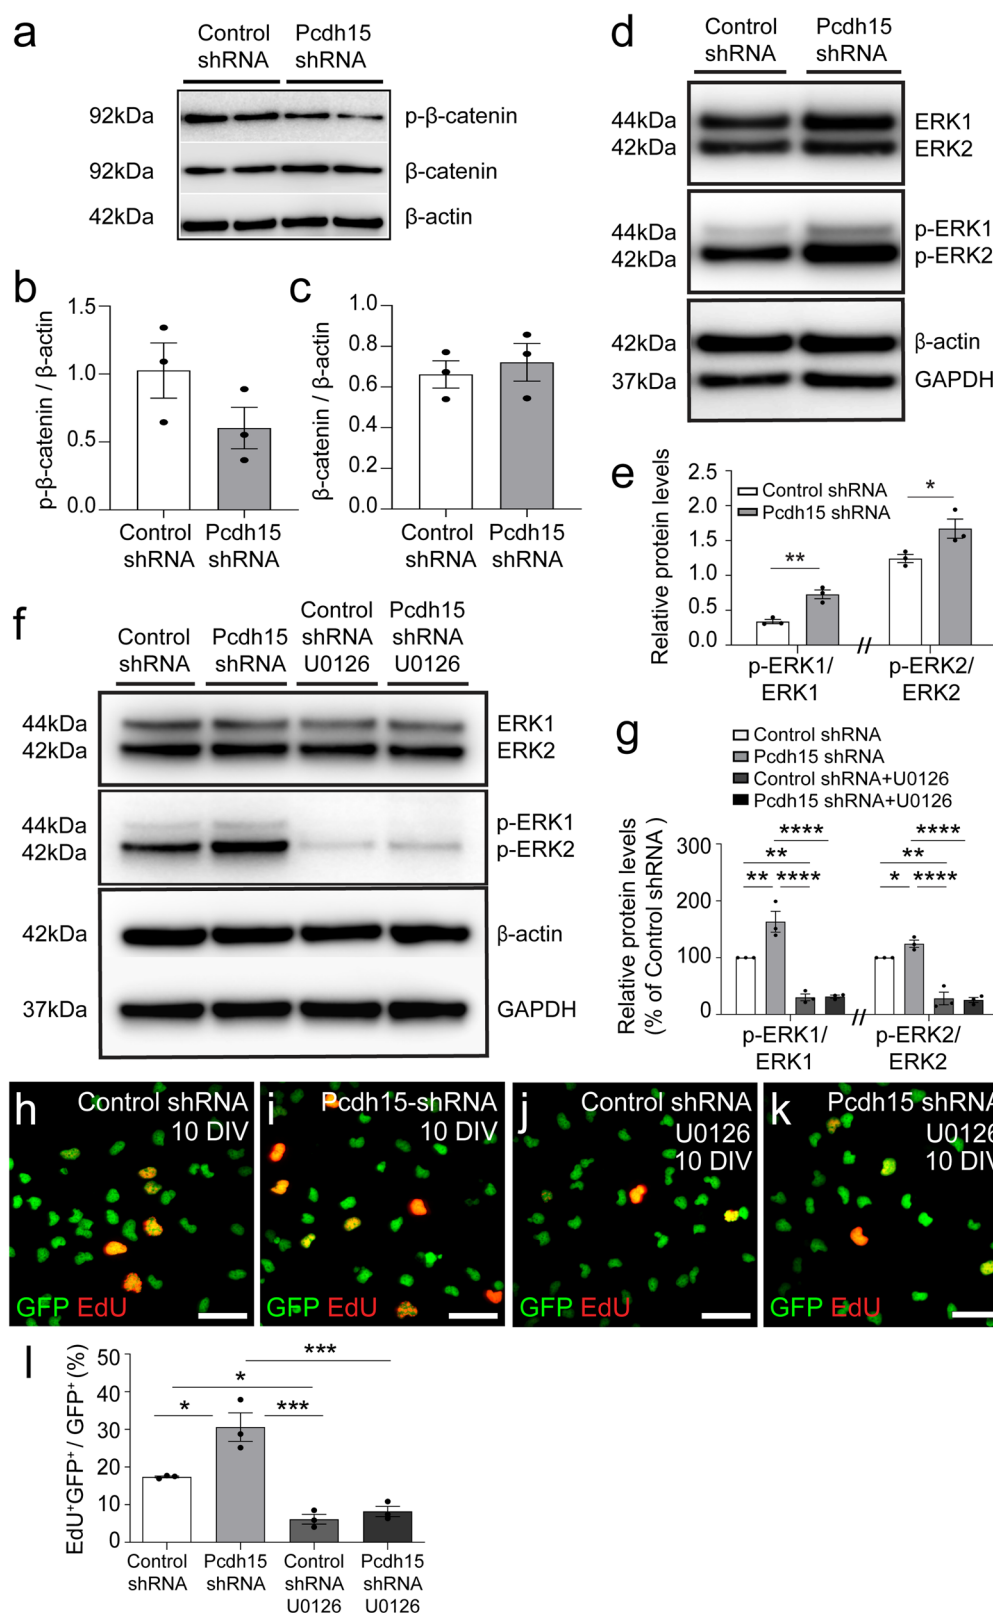 a
Control shRNA
Pcdh15 shRNA
92kDa
p-β-catenin
92kDa
β-catenin
42kDa
β-actin
b
p-β-catenin / β-actin
1.5
1.0
0.5
0.0
Control shRNA
Pcdh15 shRNA
c
β-catenin / β-actin
1.0
0.8
0.6
0.4
0.2
0.0
Control shRNA
Pcdh15 shRNA
d
Control shRNA
Pcdh15 shRNA
44kDa
ERK1
42kDa
ERK2
44kDa
p-ERK1
42kDa
p-ERK2
42kDa
β-actin
37kDa
GAPDH
e
Relative protein levels
2.5
2.0
1.5
1.0
0.5
0.0
Control shRNA
Pcdh15 shRNA
**
*
//
p-ERK1/
ERK1
p-ERK2/
ERK2
f
Control shRNA
Pcdh15 shRNA
Control shRNA U0126
Pcdh15 shRNA U0126
44kDa
ERK1
42kDa
ERK2
44kDa
p-ERK1
42kDa
p-ERK2
42kDa
β-actin
37kDa
GAPDH
g
Control shRNA
Pcdh15 shRNA
Control shRNA+U0126
Pcdh15 shRNA+U0126
Relative protein levels
(% of Control shRNA )
300
200
100
0
****
**
** ****
****
**
* ****
//
p-ERK1/
ERK1
p-ERK2/
ERK2
h
Control shRNA
10 DIV
GFP EdU
i
Pcdh15-shRNA
10 DIV
GFP EdU
j
Control shRNA
U0126
10 DIV
GFP EdU
k
Pcdh15 shRNA
U0126
10 DIV
GFP EdU
l
EdU⁺GFP⁺ / GFP⁺ (%)
50
40
30
20
10
0
***
*
* ***
Control shRNA
Pcdh15 shRNA
Control shRNA U0126
Pcdh15 shRNA U0126